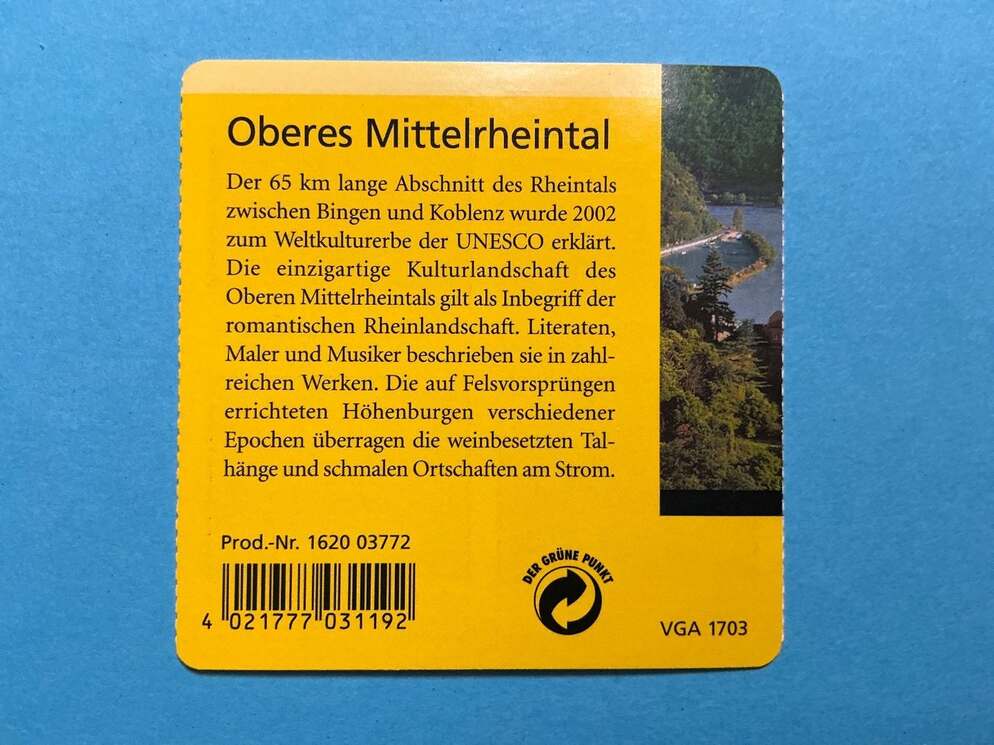 Oberes Mittelrheintal
Der 65 km lange Abschnitt des Rheintals
zwischen Bingen und Koblenz wurde 2002
zum Weltkulturerbe der UNESCO erklärt.
Die einzigartige Kulturlandschaft des
Oberen Mittelrheintals gilt als Inbegriff der
romantischen Rheinlandschaft. Literaten,
Maler und Musiker beschrieben sie in zahl-
reichen Werken. Die auf Felsvorsprüngen
errichteten Höhenburgen verschiedener
Epochen überragen die weinbesetzten Tal-
hänge und schmalen Ortschaften am Strom.
Prod.-Nr. 1620 03772
4 021777 031192
DER GRÜNE PUNKT
VGA 1703